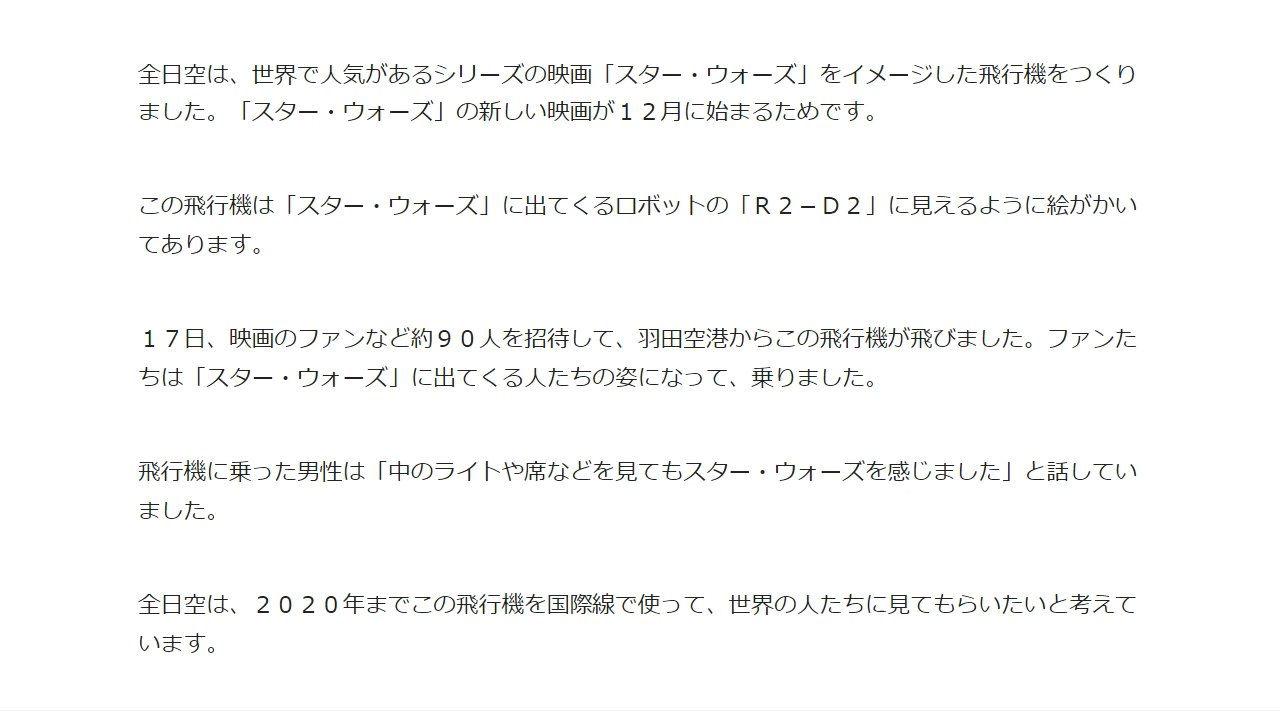 全日空は、世界で人気があるシリーズの映画「スター・ウォーズ」をイメージした飛行機をつくり
ました。「スター・ウォーズ」の新しい映画が１２月に始まるためです。
この飛行機は「スター・ウォーズ」に出てくるロボットの「Ｒ２－Ｄ２」に見えるように絵がかい
てあります。
１７日、映画のファンなど約９０人を招待して、羽田空港からこの飛行機が飛びました。ファンた
ちは「スター・ウォーズ」に出てくる人たちの姿になって、乗りました。
飛行機に乗った男性は「中のライトや席などを見てもスター・ウォーズを感じました」と話してい
ました。
全日空は、２０２０年までこの飛行機を国際線で使って、世界の人たちに見てもらいたいと考えて
います。